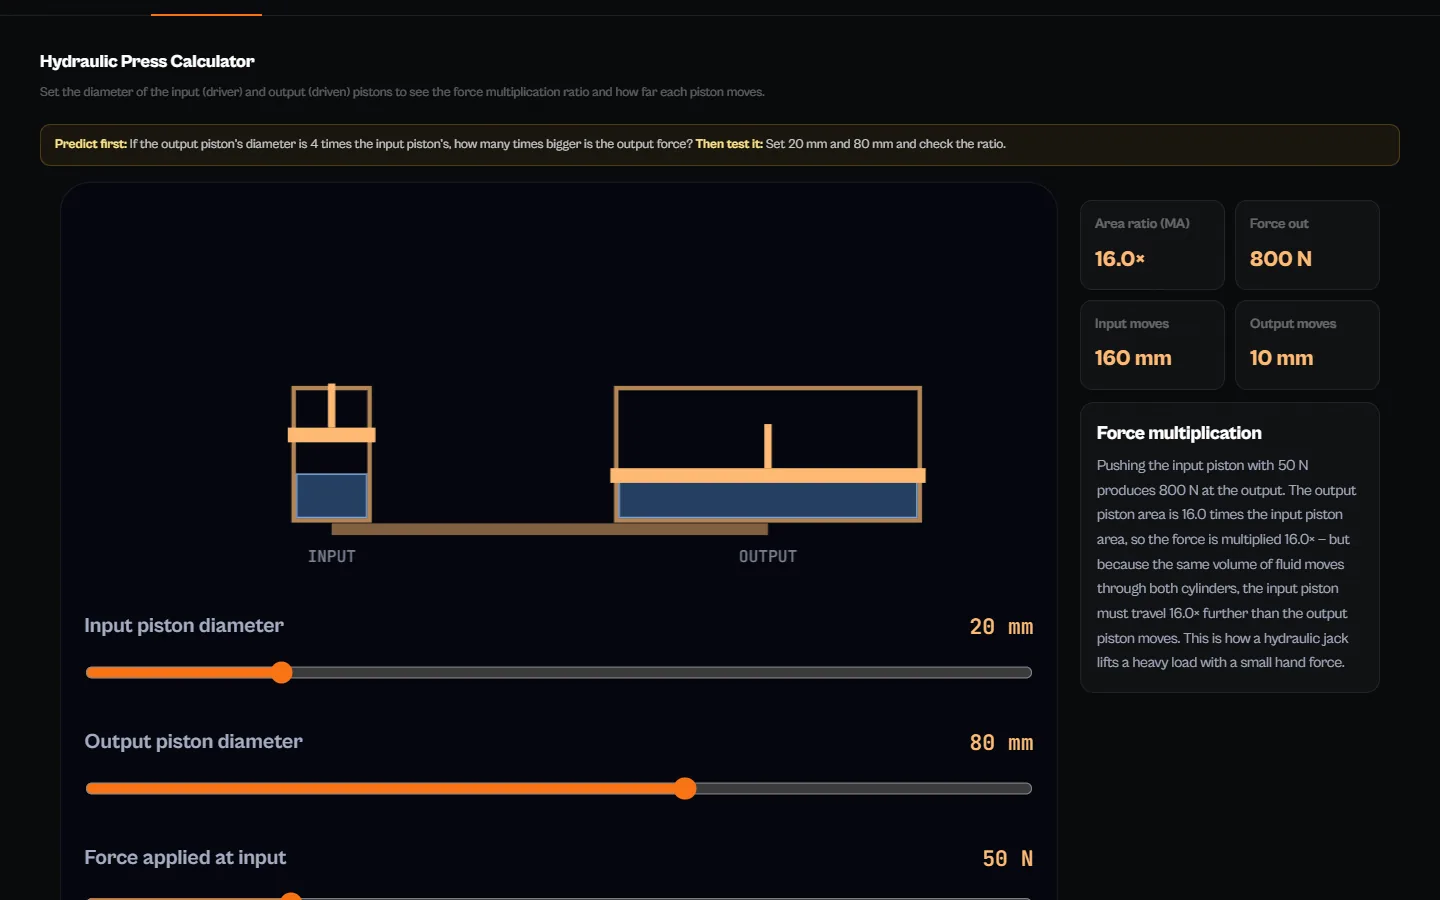 Hydraulic Press Calculator
Set the diameter of the input (driver) and output (driven) pistons to see the force multiplication ratio and how far each piston moves.
Predict first: If the output piston's diameter is 4 times the input piston's, how many times bigger is the output force? Then test it: Set 20 mm and 80 mm and check the ratio.
Area ratio (MA)
16.0×
Force out
800 N
Input moves
160 mm
Output moves
10 mm
Force multiplication
Pushing the input piston with 50 N
produces 800 N at the output. The output
piston area is 16.0 times the input piston
area, so the force is multiplied 16.0× – but
because the same volume of fluid moves
through both cylinders, the input piston
must travel 16.0× further than the output
piston moves. This is how a hydraulic jack
lifts a heavy load with a small hand force.
INPUT
OUTPUT
Input piston diameter
20 mm
Output piston diameter
80 mm
Force applied at input
50 N